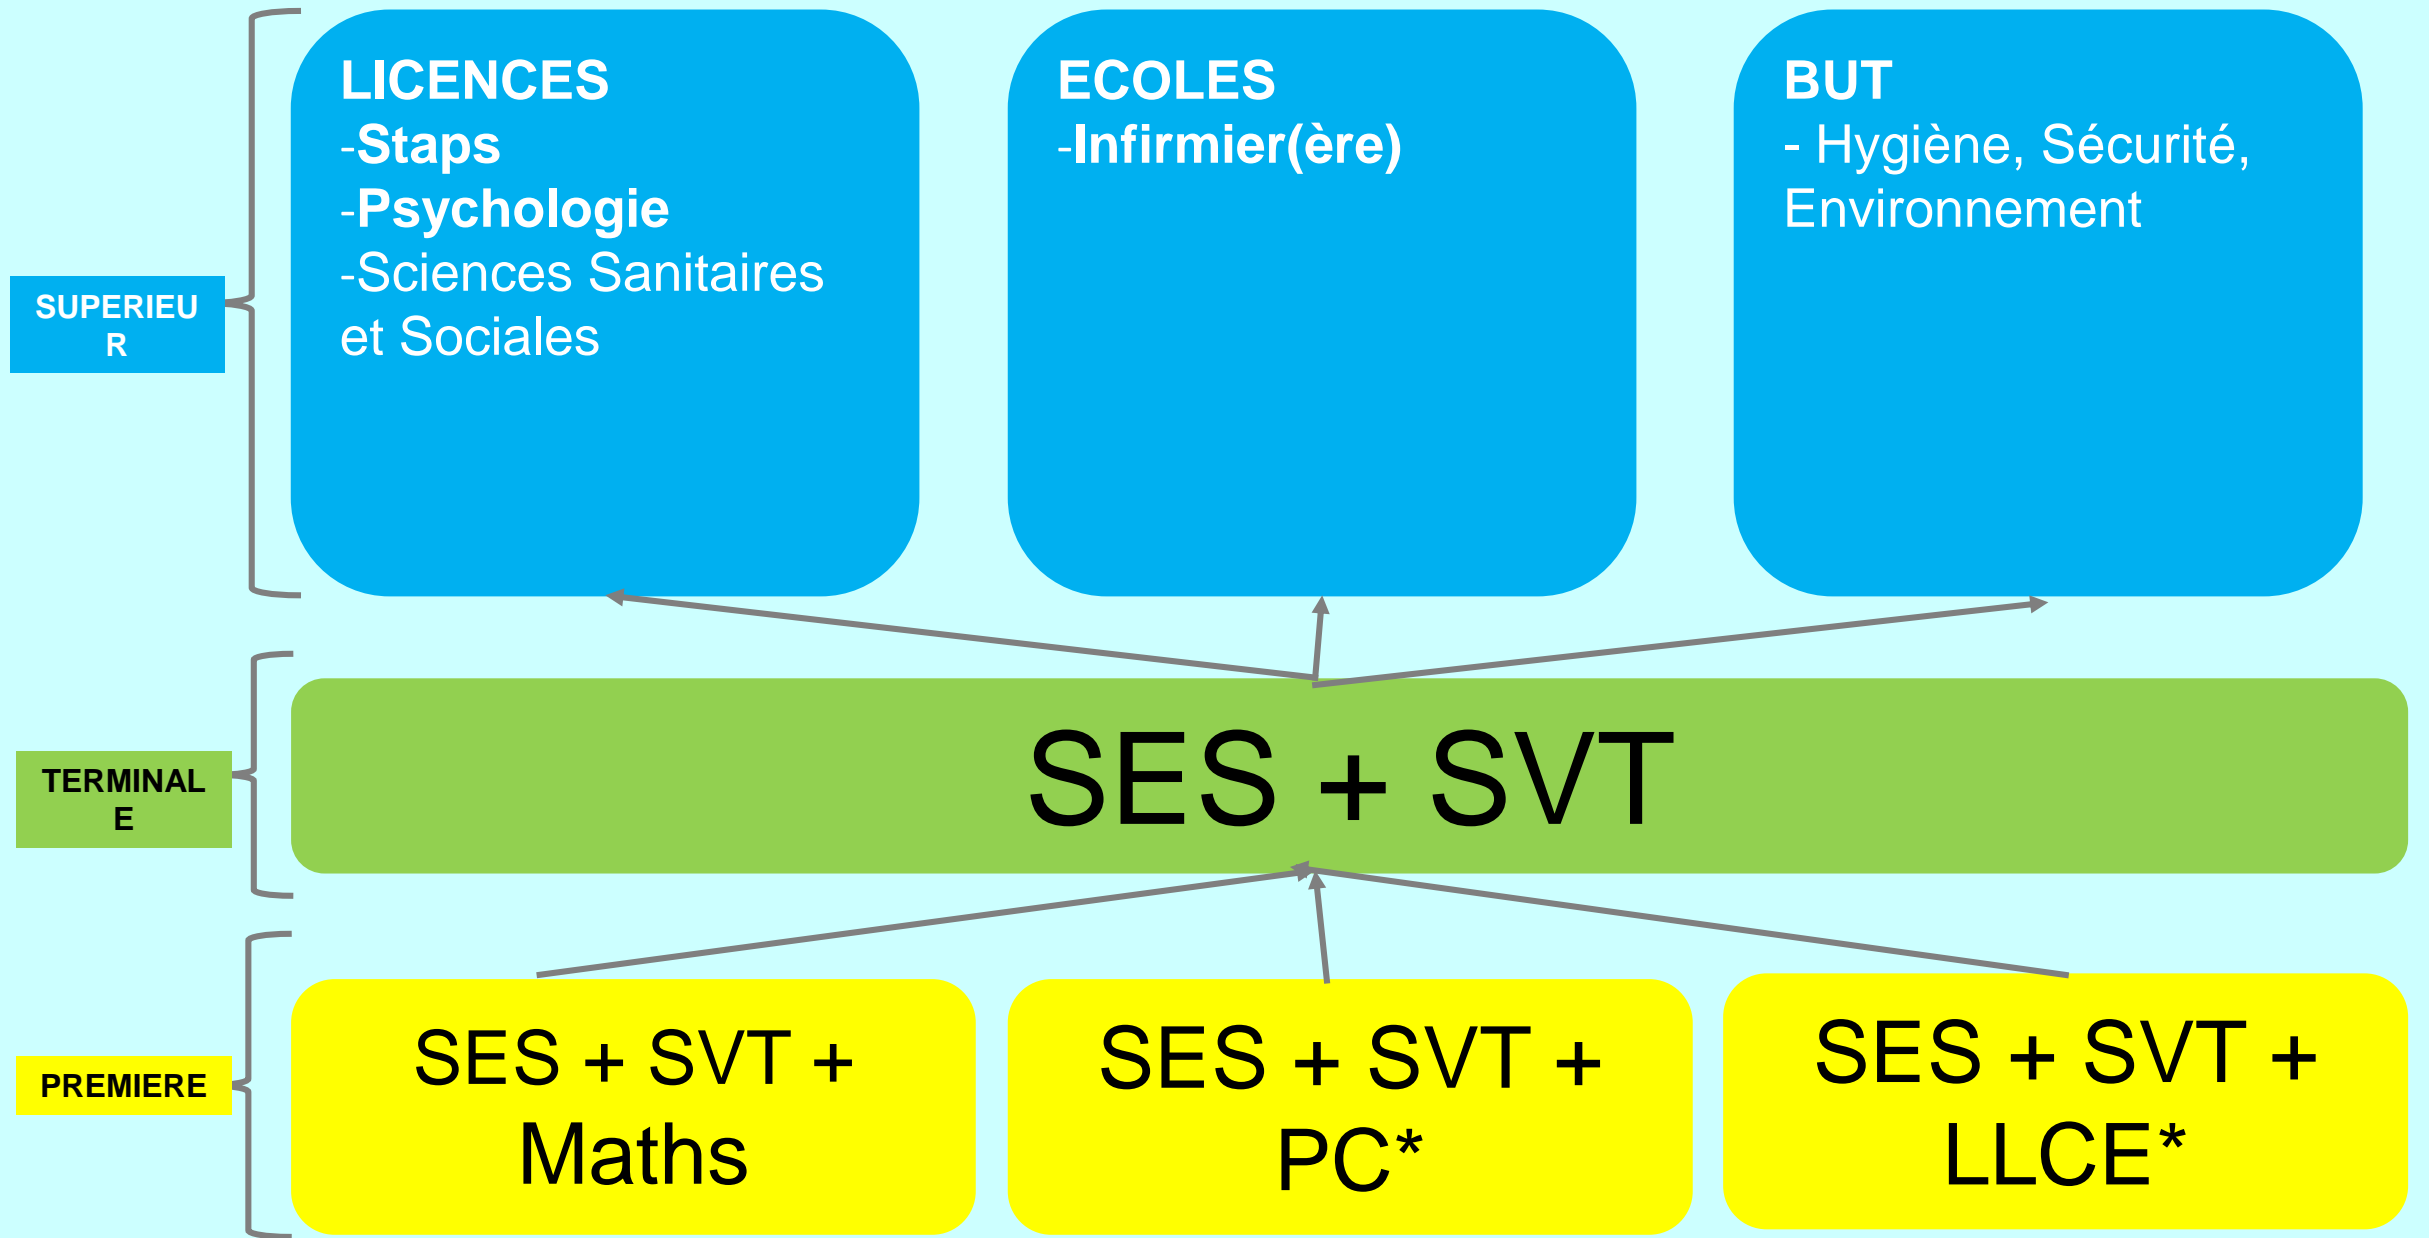 LICENCES
-Staps
-Psychologie
-Sciences Sanitaires
et Sociales
ECOLES
-Infirmier(ère)
BUT
- Hygiène, Sécurité,
Environnement
SUPERIEU
R
TERMINAL
E
SES + SVT
PREMIERE
SES + SVT +
Maths
SES + SVT +
PC*
SES + SVT +
LLCE*